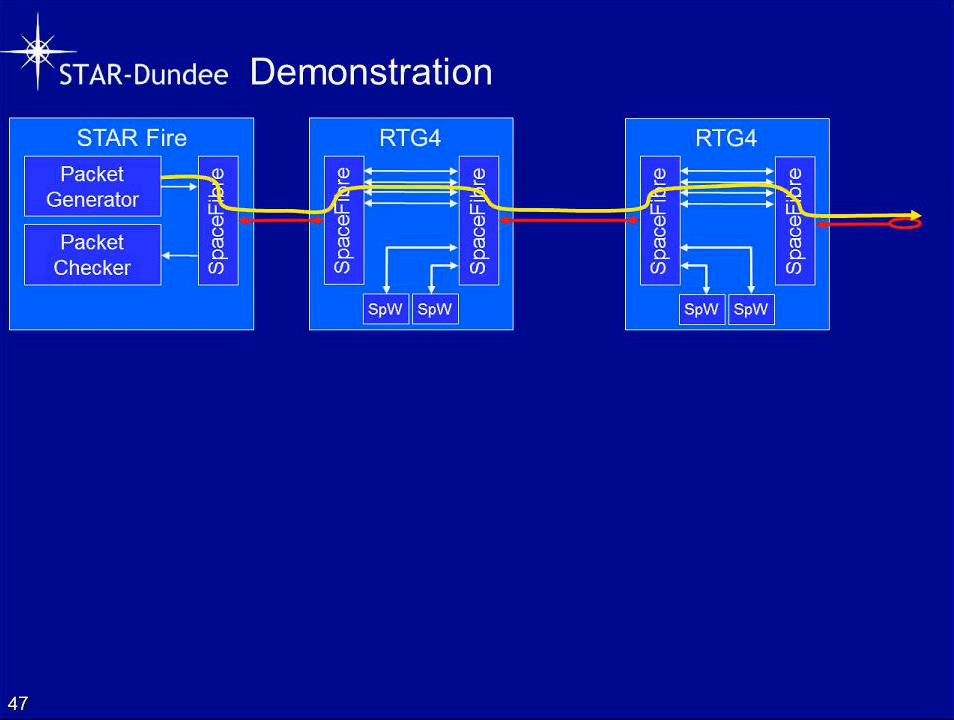 STAR-Dundee Demonstration
STAR Fire
Packet
Generator
Packet
Checker
SpaceFibre
RTG4
SpaceFibre
SpaceFibre
SpW
SpW
RTG4
SpaceFibre
SpaceFibre
SpW
SpW
47